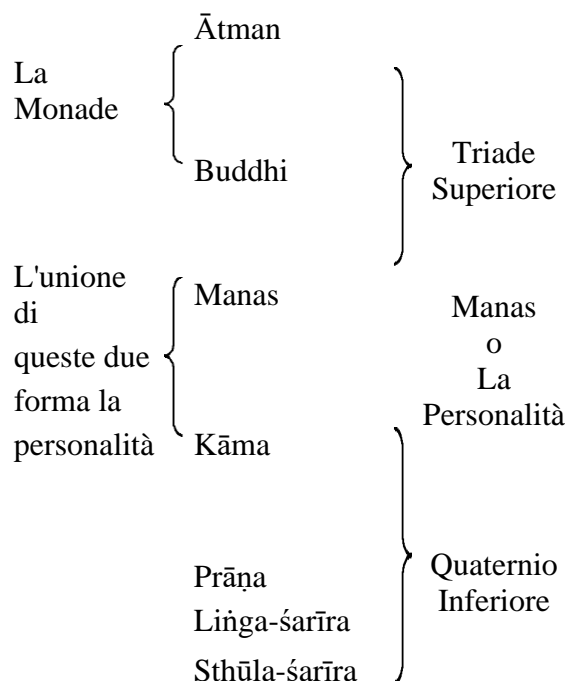 Ātman
La
Monade
Buddhi
Triade
Superiore
L'unione
di
queste due
forma la
personalità
Manas
Kāma
Manas
o
La
Personalità
Prāṇa
Liṅga-śarīra
Sthūla-śarīra
Quaternio
Inferiore